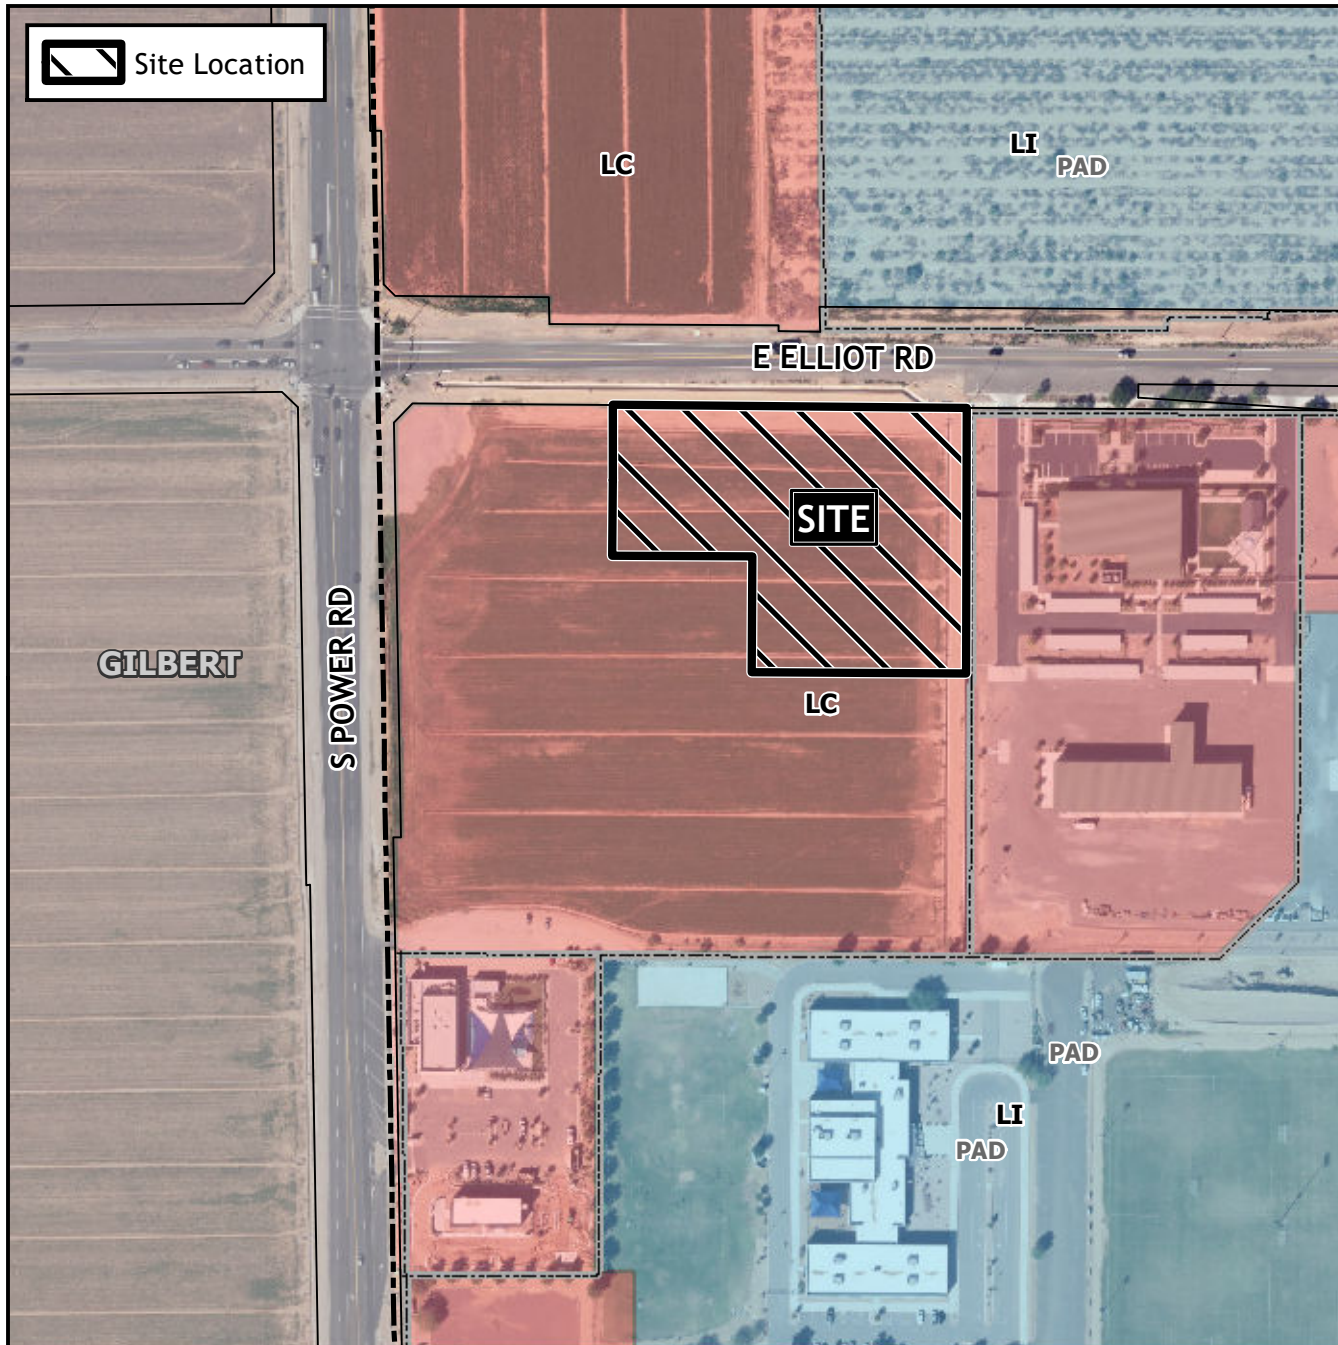 Site Location
LC
LI
PAD
E ELLIOT RD
SITE
GILBERT
S POWER RD
LC
PAD
LI
PAD